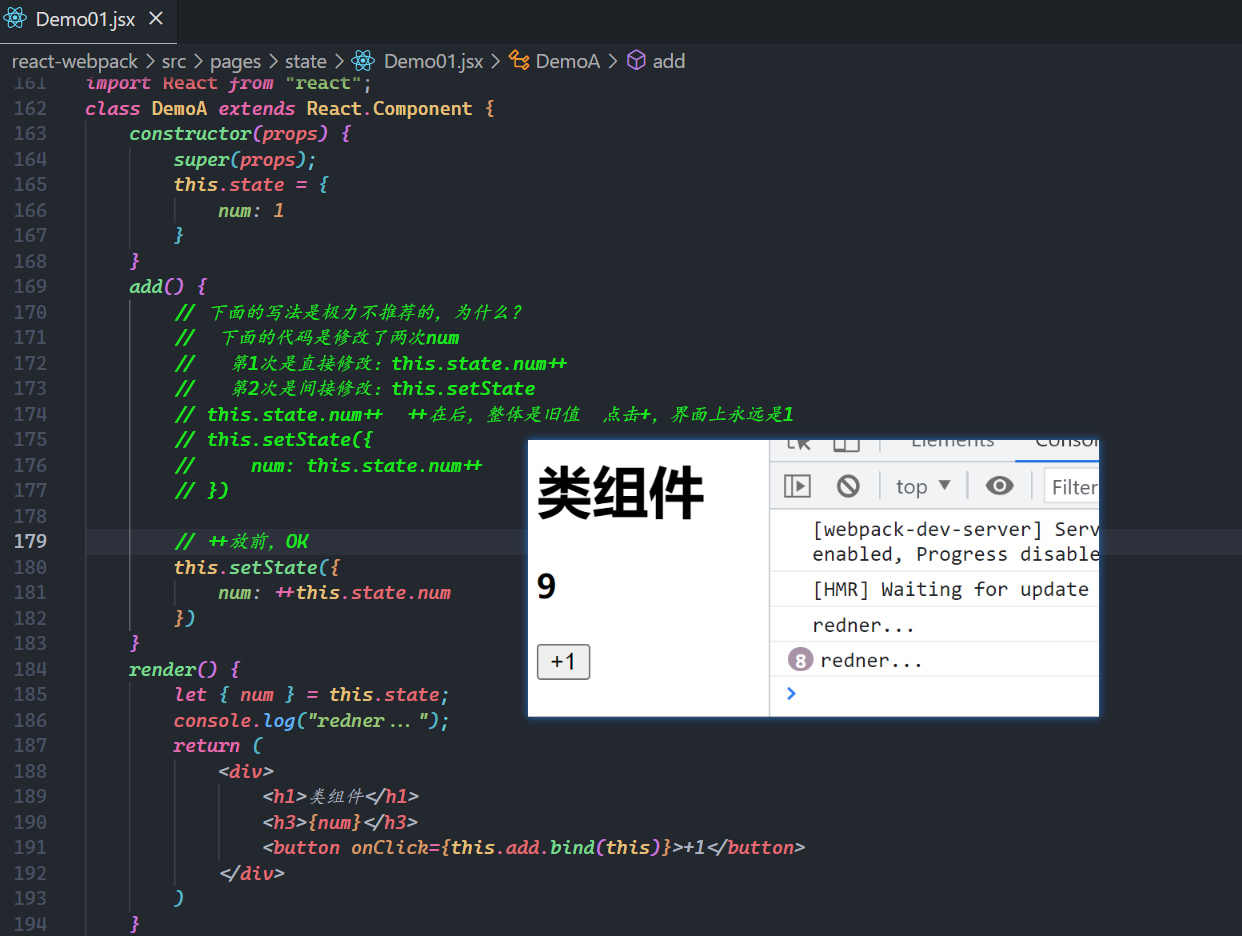 Demo01.jsx
react-webpack > src > pages > state > Demo01.jsx > DemoA > add
161 import React from "react";
162 class DemoA extends React.Component {
163 constructor(props) {
164 super(props);
165 this.state = {
166 num: 1
167 }
168 }
169 add() {
170 // 下面的写法是极力不推荐的，为什么？
171 // 下面的代码是修改了两次num
172 // 第1次是直接修改：this.state.num++
173 // 第2次是间接修改：this.setState
174 // this.state.num++ ++在后，整体是旧值 点击+，界面上永远是1
175 // this.setState({
176 // num: this.state.num++
177 // })
178
179 // ++放前，OK
180 this.setState({
181 num: ++this.state.num
182 })
183 }
184 render() {
185 let { num } = this.state;
186 console.log("redner...");
187 return (
188 <div>
189 <h1>类组件</h1>
190 <h3>{num}</h3>
191 <button onClick={this.add.bind(this)}>+1</button>
192 </div>
193 )
194 }
类组件
9
+1
Elements Consol
top Filter
[webpack-dev-server] Serv
enabled, Progress disable
[HMR] Waiting for update
redner...
8 redner...